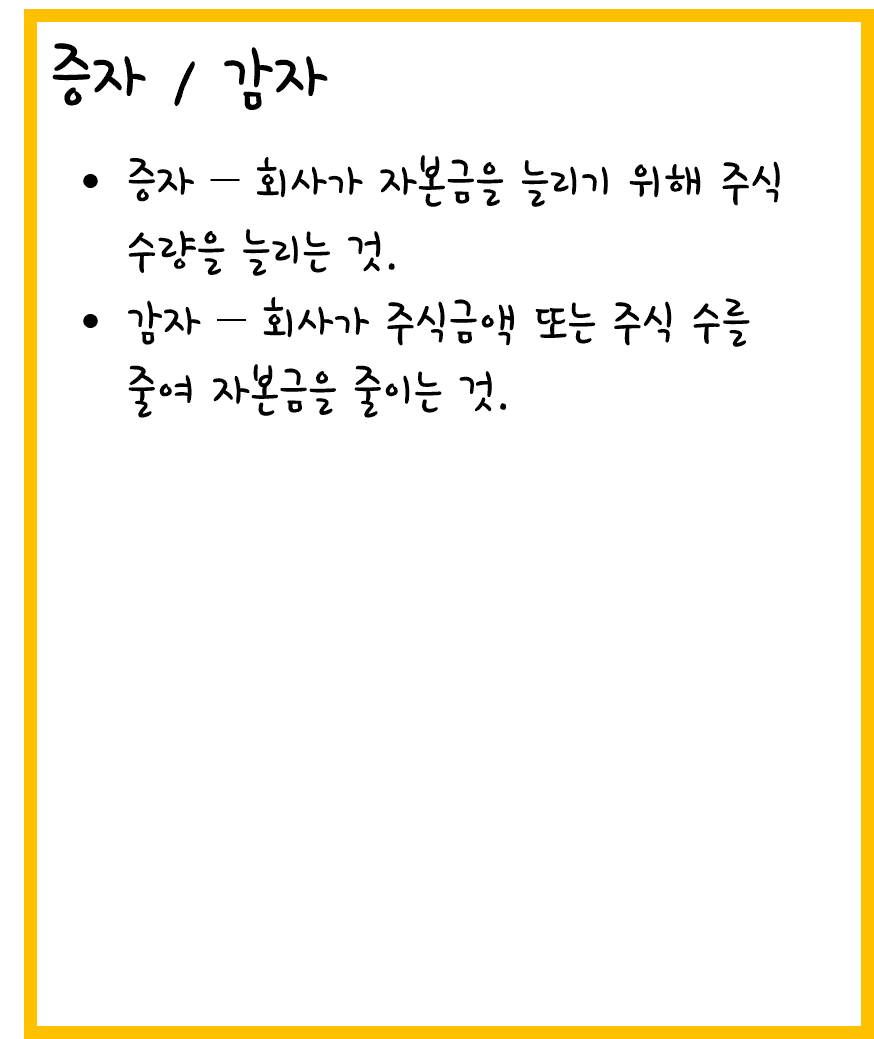 증자 / 감자
• 증자 — 회사가 자본금을 늘리기 위해 주식
수량을 늘리는 것.
• 감자 — 회사가 주식금액 또는 주식 수를
줄여 자본금을 줄이는 것.